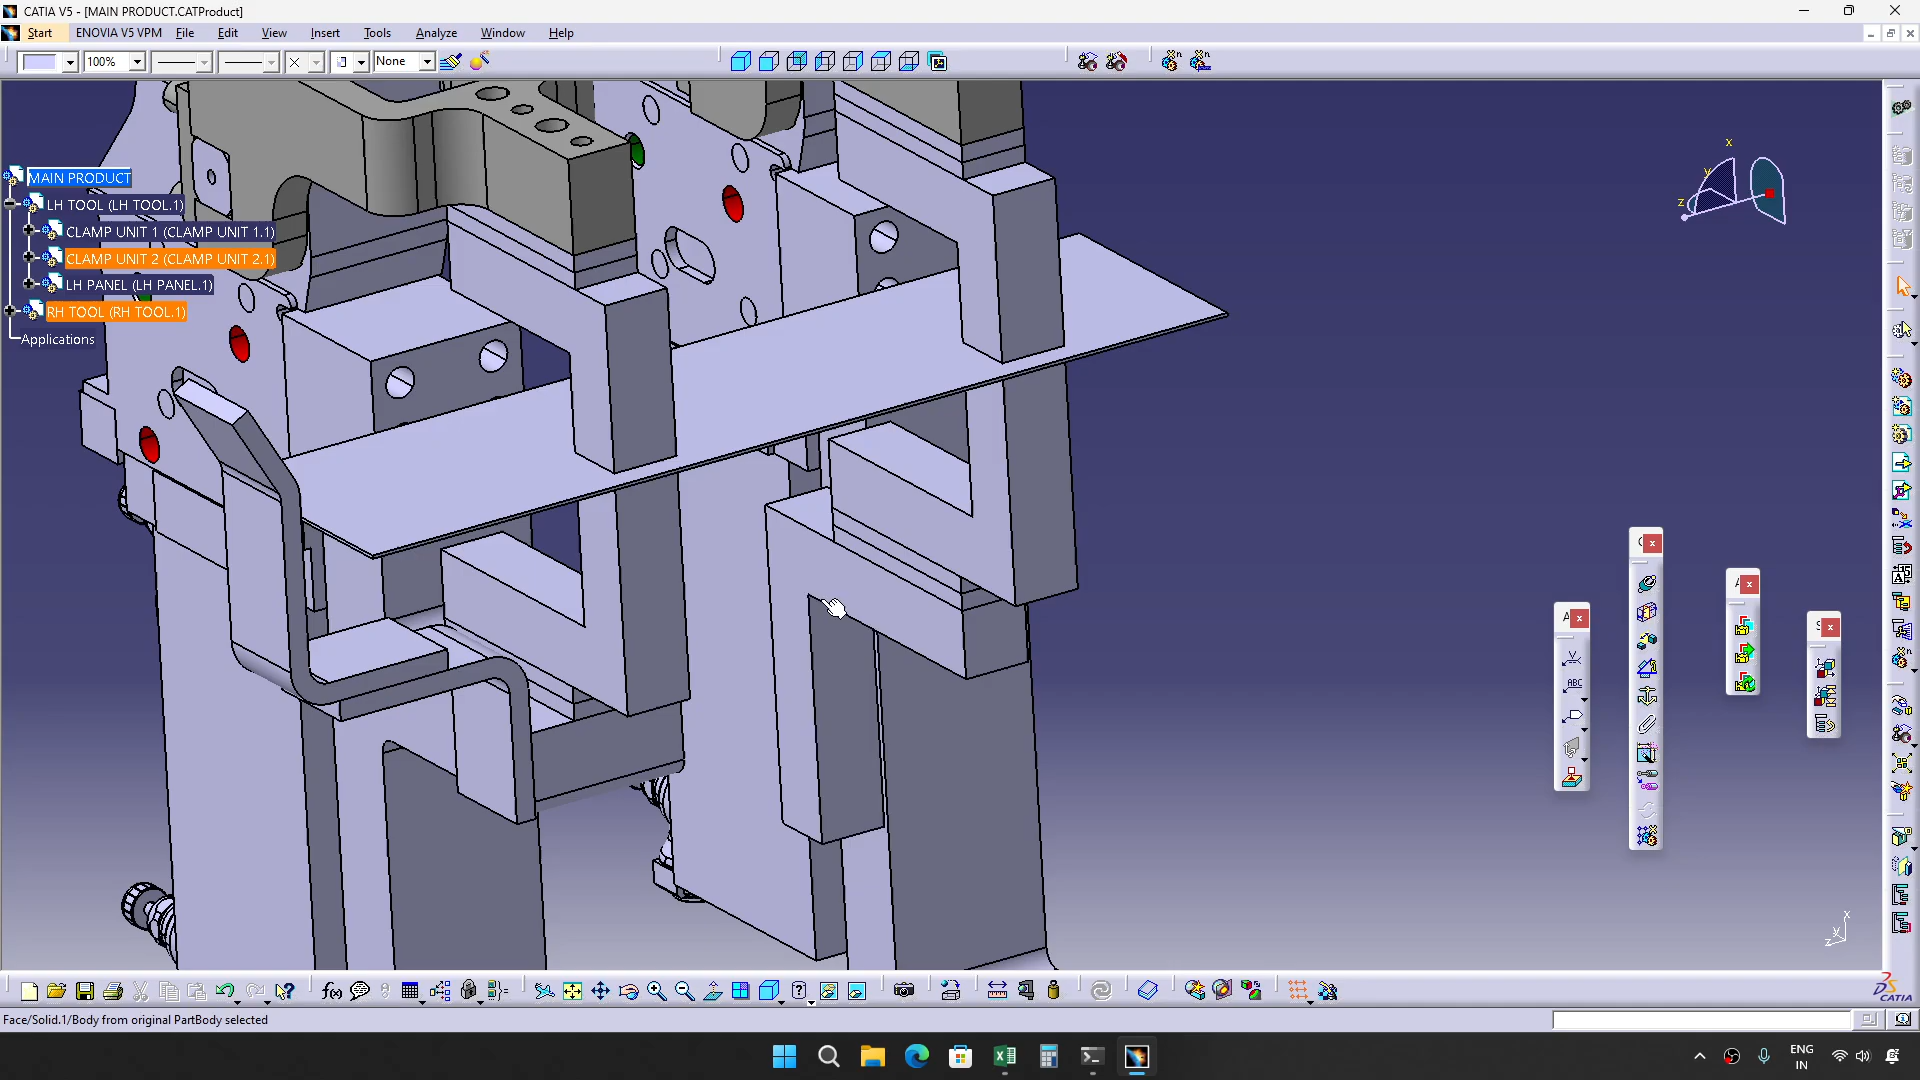 CATIA V5 - [MAIN PRODUCT.CATProduct]
Start ENOVIA V5 VPM File Edit View Insert Tools Analyze Window Help
100% None
MAIN PRODUCT
LH TOOL (LH TOOL.1)
CLAMP UNIT 1 (CLAMP UNIT 1.1)
CLAMP UNIT 2 (CLAMP UNIT 2.1)
LH PANEL (LH PANEL.1)
RH TOOL (RH TOOL.1)
Applications
x
y
z
A
ABC
A
S
x
y
z
f(x)
CATIA
Face/Solid.1/Body from original PartBody selected
ENG
IN